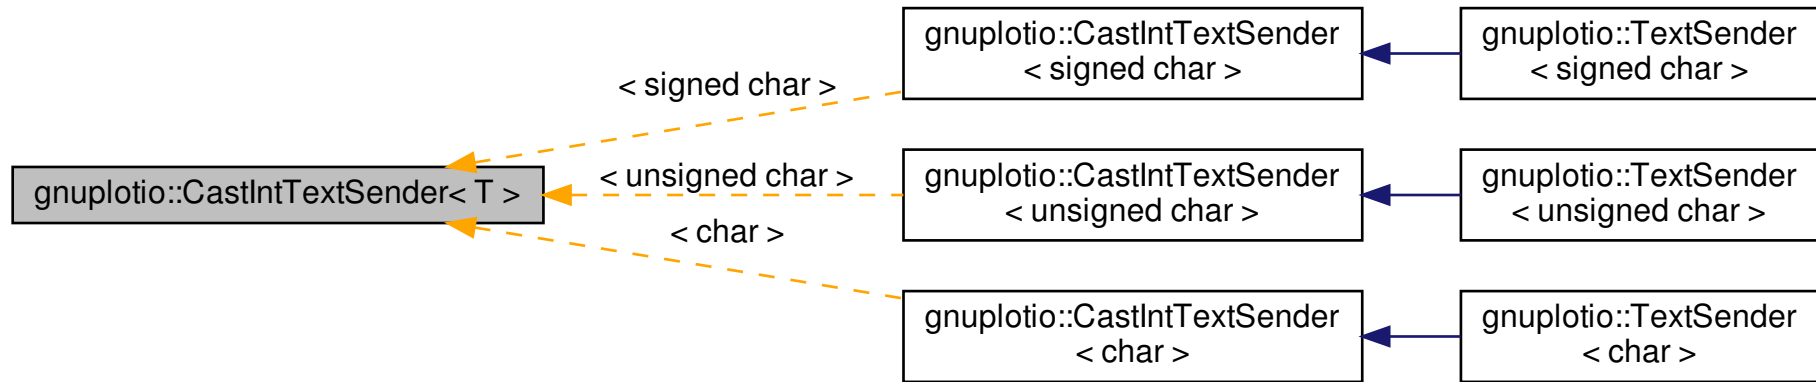 gnuplotio::CastIntTextSender< T >
< signed char >
< unsigned char >
< char >
gnuplotio::CastIntTextSender
< signed char >
gnuplotio::TextSender
< signed char >
gnuplotio::CastIntTextSender
< unsigned char >
gnuplotio::TextSender
< unsigned char >
gnuplotio::CastIntTextSender
< char >
gnuplotio::TextSender
< char >